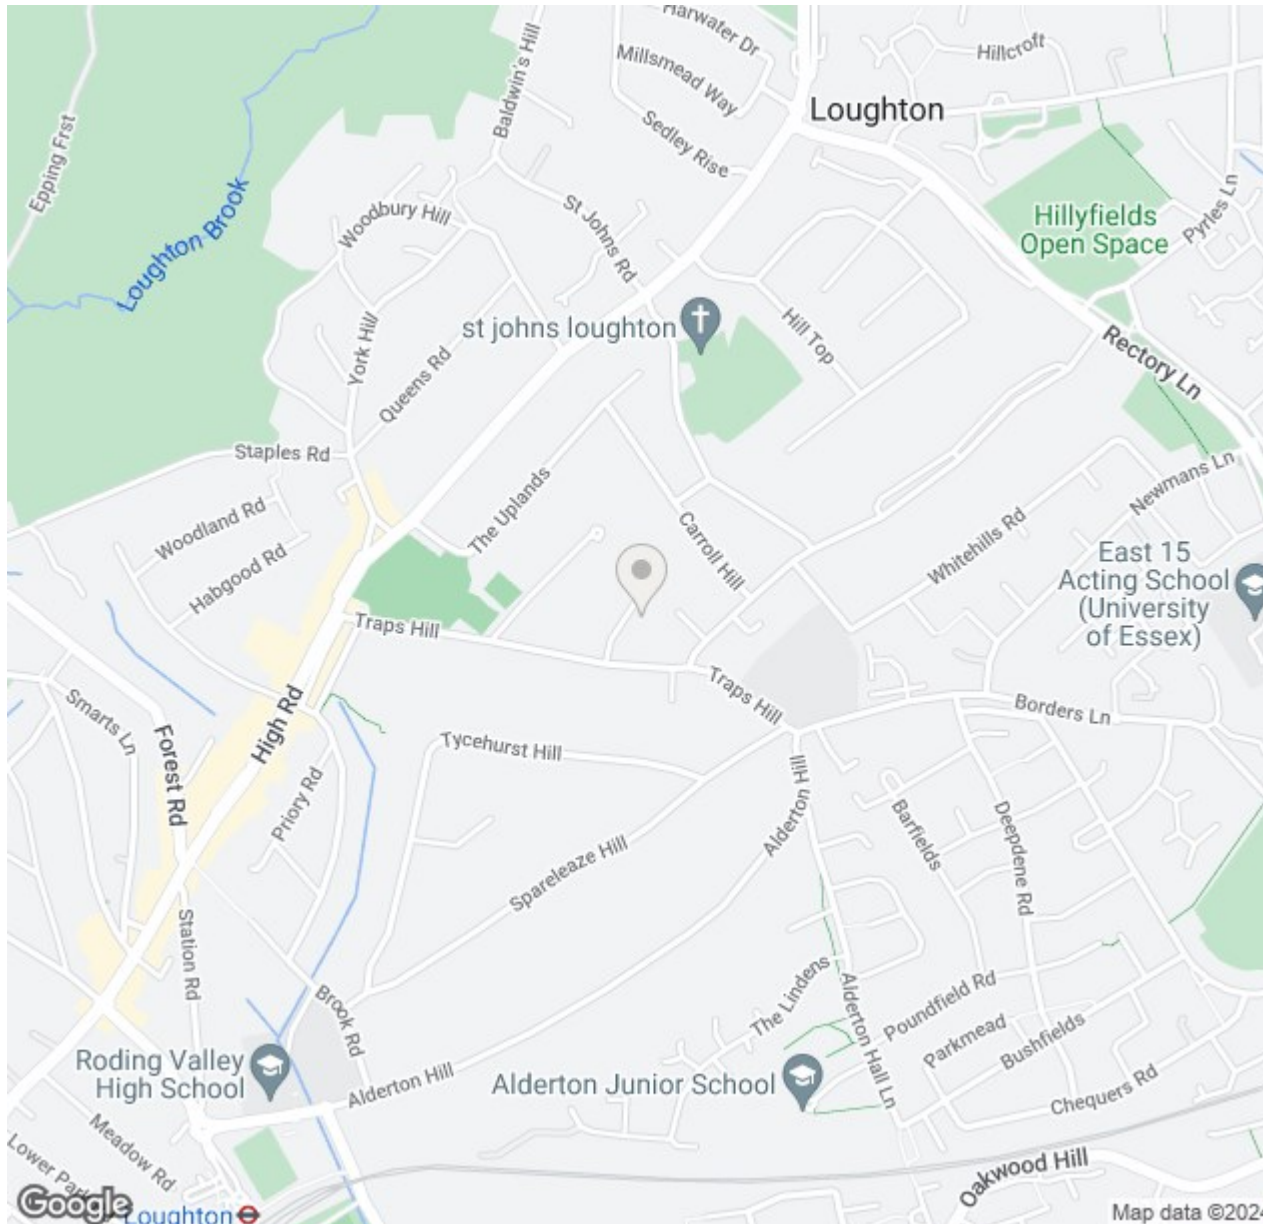 Harwater Dr
Hillcroft
Millsmead Way
Baldwin's Hill
Loughton
Sedley Rise
Epping Frst
Loughton Brook
Woodbury Hill
St Johns Rd
Hillyfields
Open Space
Pyrles Ln
st johns loughton
Hill Top
York Hill
Queens Rd
Rectory Ln
Staples Rd
The Uplands
Newmans Ln
Woodland Rd
Carroll Hill
Whitehills Rd
Habgood Rd
East 15
Acting School
(University
of Essex)
Traps Hill
Traps Hill
Smarts Ln
High Rd
Borders Ln
Forest Rd
Tycehurst Hill
Alderton Hill
Priory Rd
Barfields
Deepdene Rd
Spareleaze Hill
Station Rd
Brook Rd
The Lindens
Alderton Hall Ln
Poundfield Rd
Parkmead
Bushfields
Roding Valley
High School
Alderton Hill
Alderton Junior School
Chequers Rd
Meadow Rd
Lower Park
Oakwood Hill
Google
Loughton
Map data ©2024